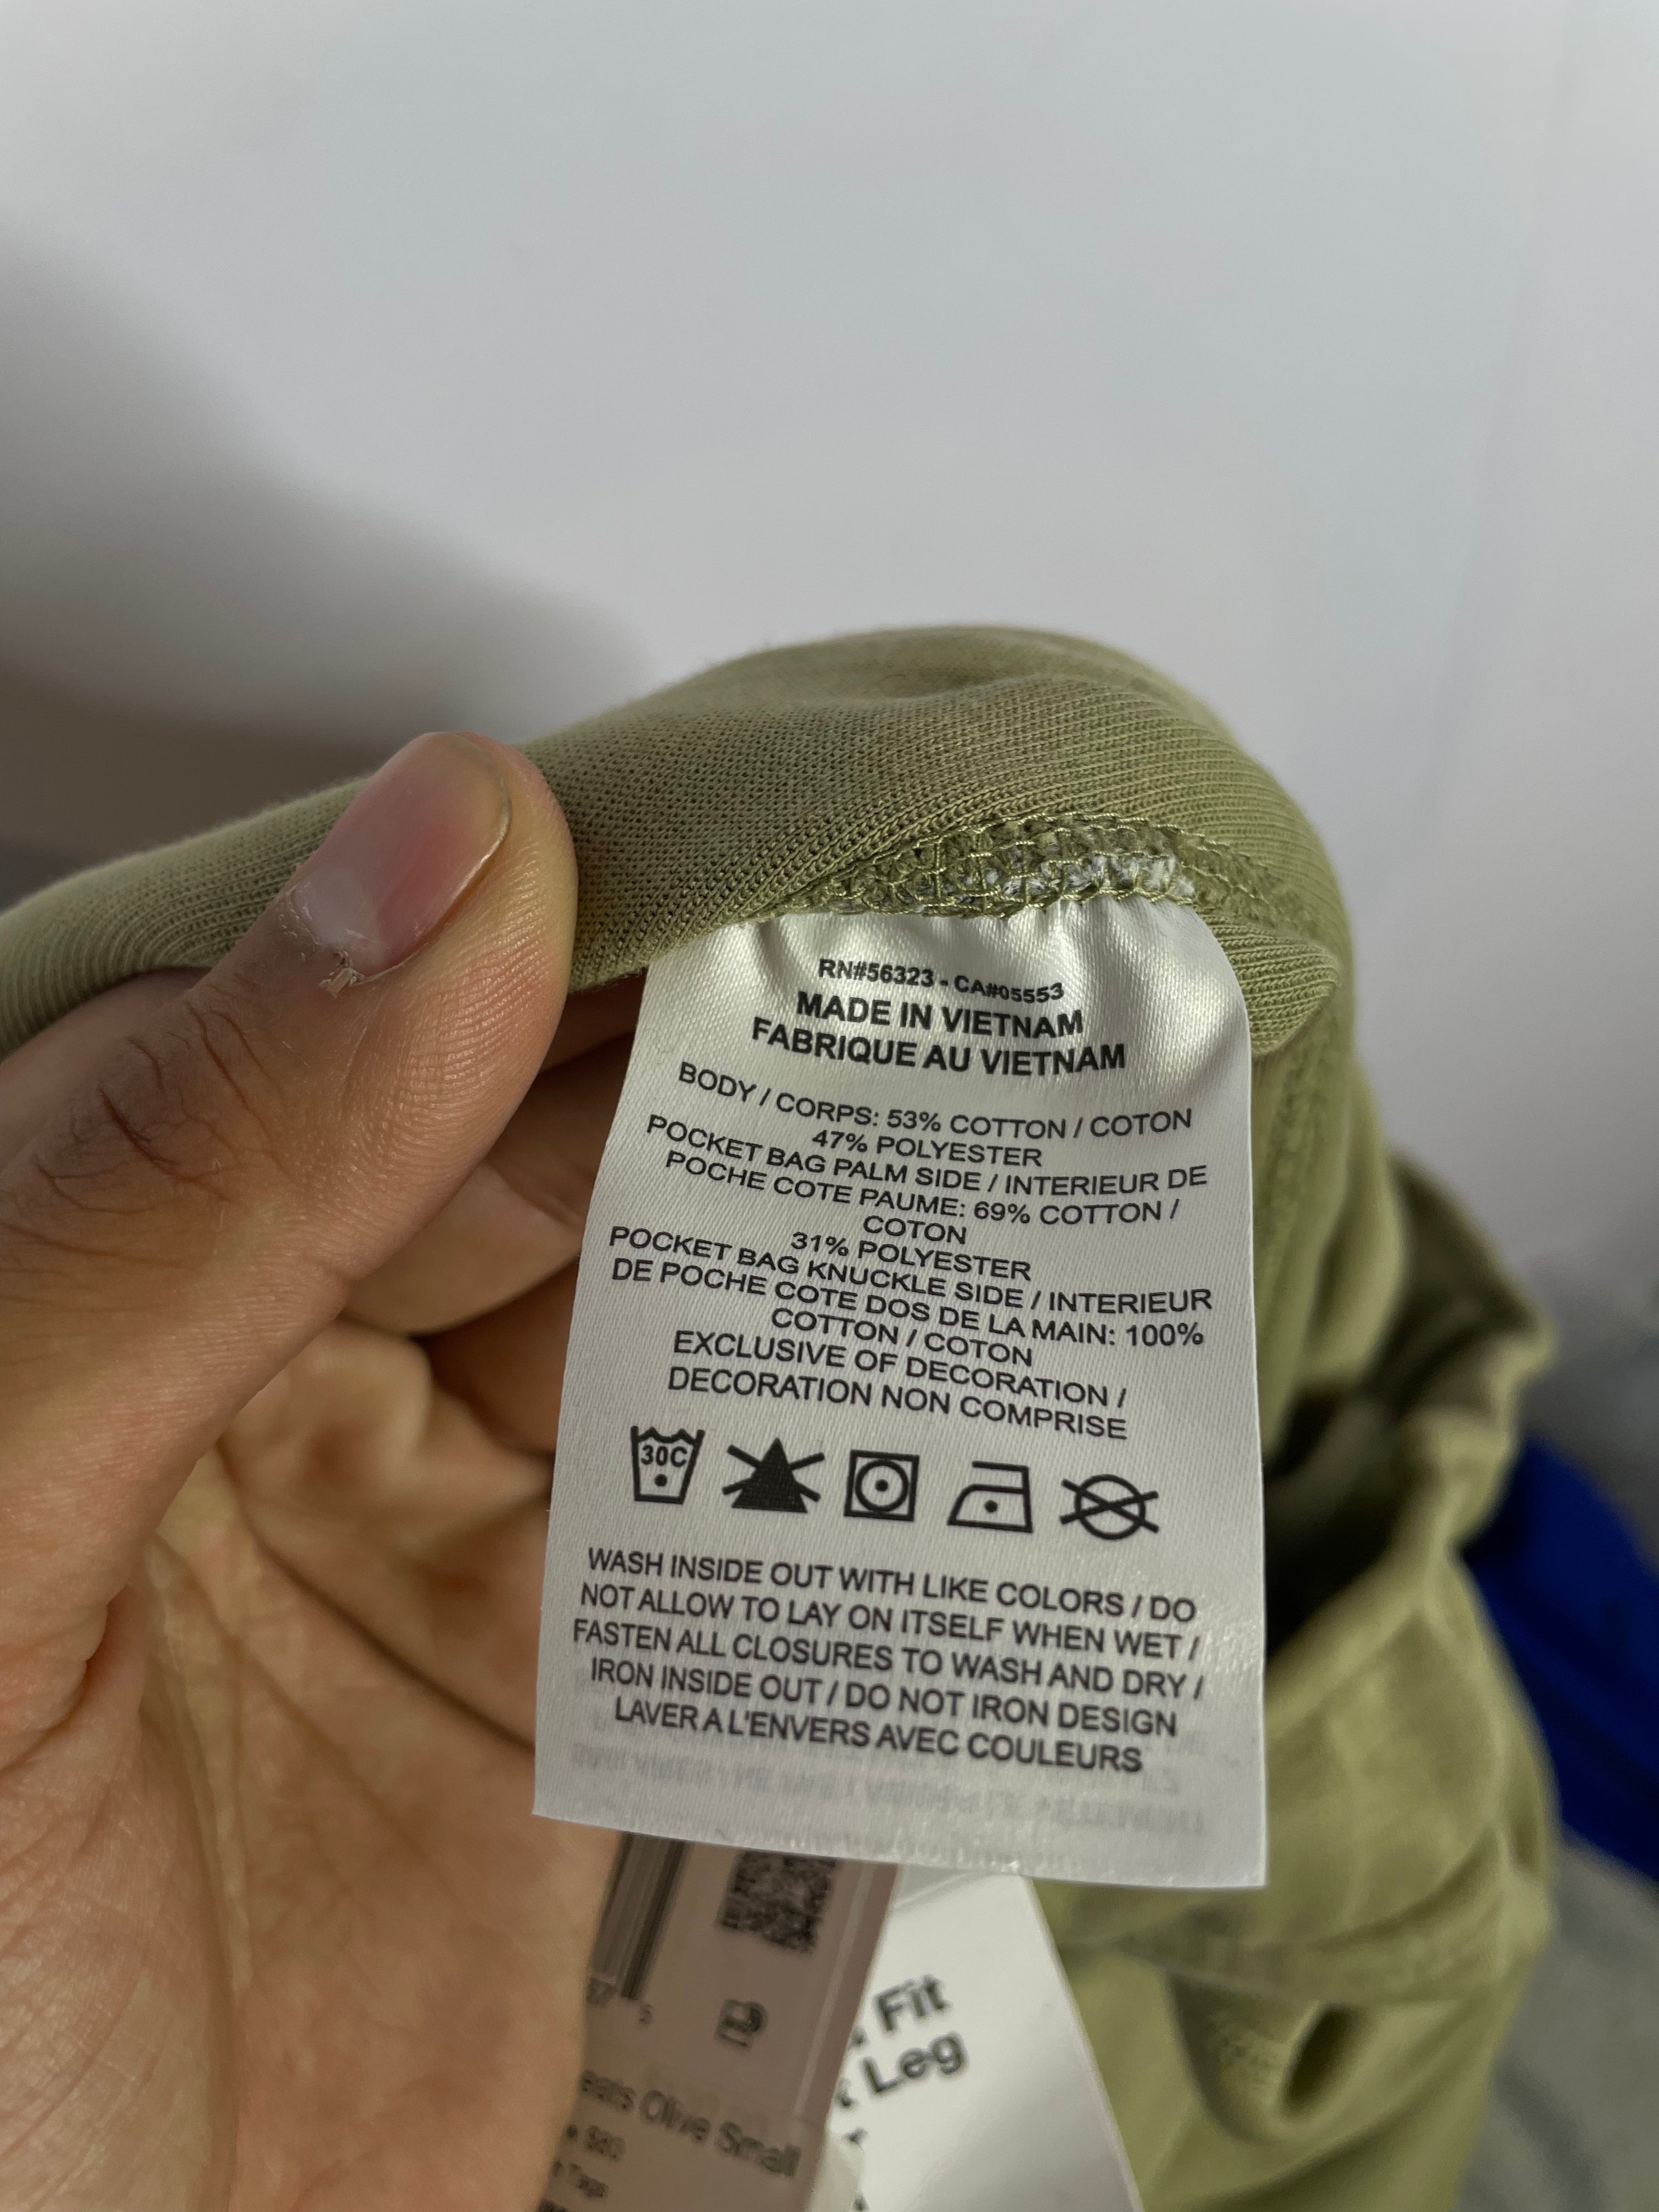 RN#56323 - CA#05553
MADE IN VIETNAM
FABRIQUE AU VIETNAM
BODY / CORPS: 53% COTTON / COTON
47% POLYESTER
POCKET BAG PALM SIDE / INTERIEUR DE
POCHE COTE PAUME: 69% COTTON /
COTON
31% POLYESTER
POCKET BAG KNUCKLE SIDE / INTERIEUR
DE POCHE COTE DOS DE LA MAIN: 100%
COTTON / COTON
EXCLUSIVE OF DECORATION /
DECORATION NON COMPRISE
30C
WASH INSIDE OUT WITH LIKE COLORS / DO
NOT ALLOW TO LAY ON ITSELF WHEN WET /
FASTEN ALL CLOSURES TO WASH AND DRY /
IRON INSIDE OUT / DO NOT IRON DESIGN
LAVER A L'ENVERS AVEC COULEURS
Olive Small
Fit
Leg